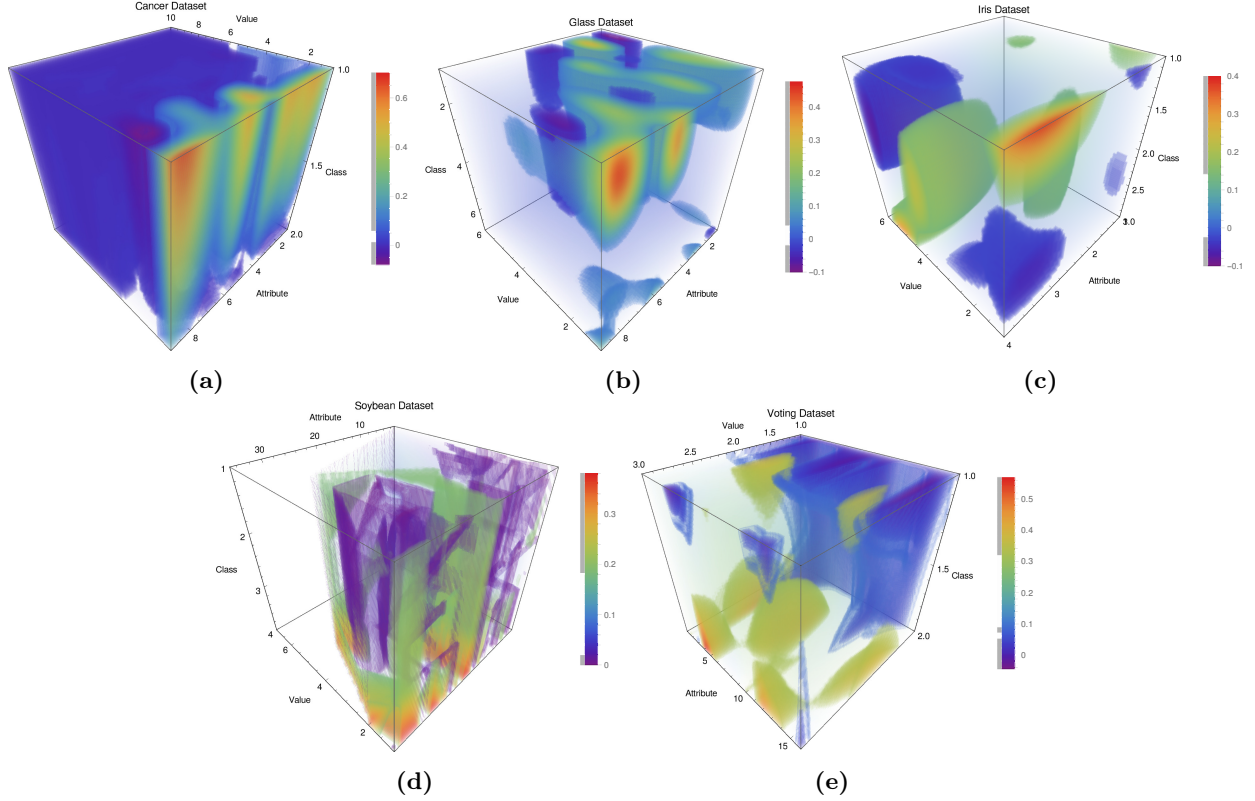 Cancer Dataset
10 8 Value 6 4 2
1.0
1.5
Class
2.0
2
4
Attribute
6
8
0.6
0.4
0.2
0
(a)
Glass Dataset
2
Class
4
6
6
4
Value
2
2
4
Attribute
6
8
0.4
0.3
0.2
0.1
0
−0.1
(b)
Iris Dataset
1.0
1.5
2.0
Class
2.5
6
4
Value
2
2
3
4
0.4
0.3
0.2
0.1
0
−0.1
(c)
Soybean Dataset
Attribute 10
20
30
1
2
Class
3
4
6
4
Value
2
0.3
0.2
0.1
0
(d)
Voting Dataset
Value 1.5 1.0
2.0
2.5
3.0
1.0
1.5
Class
2.0
5
Attribute 10
15
0.5
0.4
0.3
0.2
0.1
0
(e)